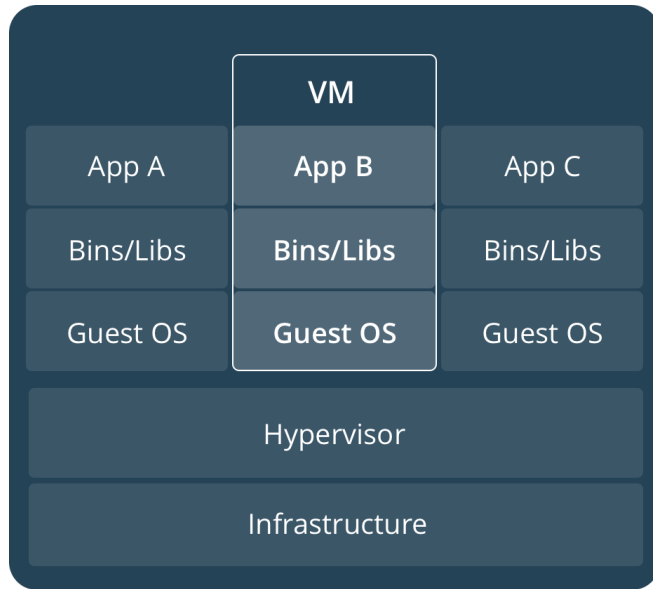 VM
App A App B App C
Bins/Libs Bins/Libs Bins/Libs
Guest OS Guest OS Guest OS
Hypervisor
Infrastructure